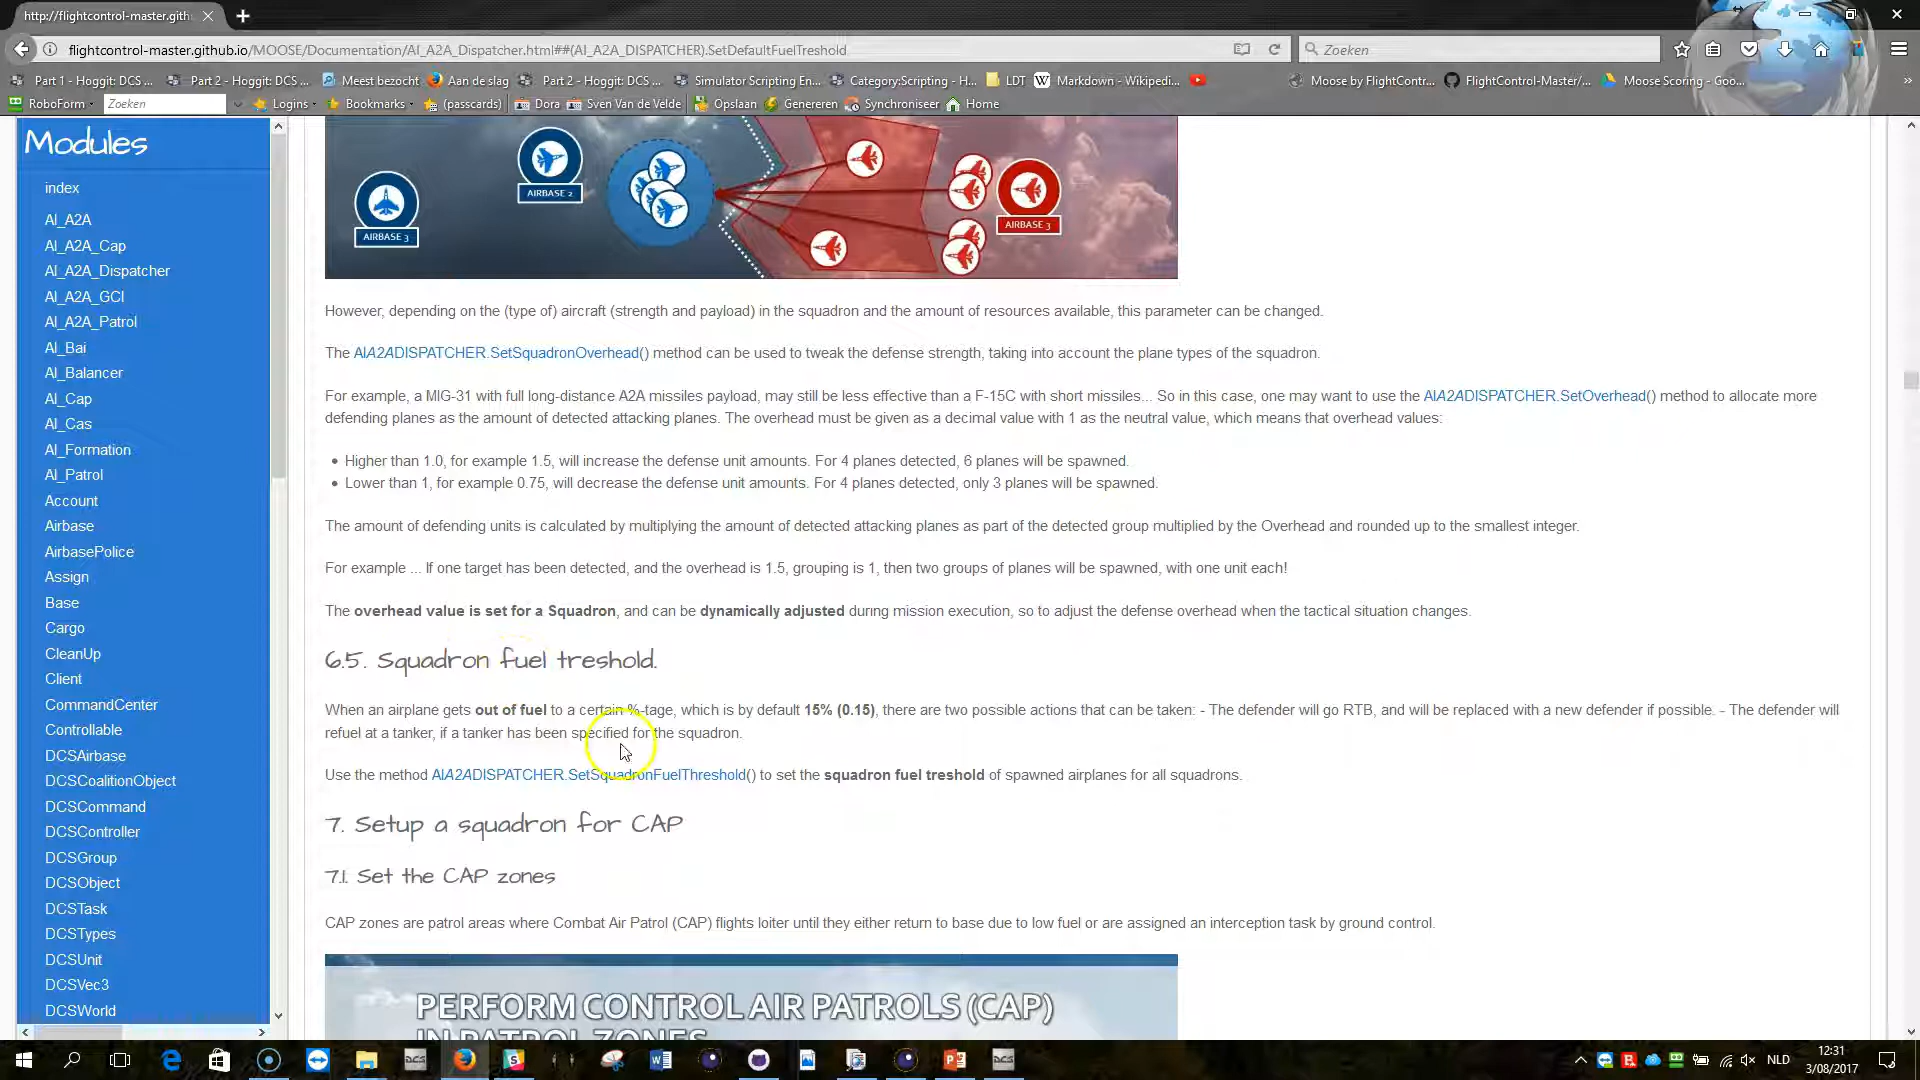 http://flightcontrol-master.gith
flightcontrol-master.github.io/MOOSE/Documentation/AI_A2A_Dispatcher.html##(AI_A2A_DISPATCHER).SetDefaultFuelTreshold
Zoeken
Part 1 - Hoggit: DCS ...
Part 2 - Hoggit: DCS ...
Meest bezocht
Aan de slag
Part 2 - Hoggit: DCS ...
Simulator Scripting En...
Category:Scripting - H...
LDT
Markdown - Wikipedi...
Moose by FlightContr...
FlightControl-Master/...
Moose Scoring - Goo...
RoboForm
Zoeken
Logins
Bookmarks
(passcards)
Dora
Sven Van de Velde
Opslaan
Genereren
Synchroniseer
Home
Modules
index
AI_A2A
AI_A2A_Cap
AI_A2A_Dispatcher
AI_A2A_GCI
AI_A2A_Patrol
AI_Bai
AI_Balancer
AI_Cap
AI_Cas
AI_Formation
AI_Patrol
Account
Airbase
AirbasePolice
Assign
Base
Cargo
CleanUp
Client
CommandCenter
Controllable
DCSAirbase
DCSCoalitionObject
DCSCommand
DCSController
DCSGroup
DCSObject
DCSTask
DCSTypes
DCSUnit
DCSVec3
DCSWorld
AIRBASE 2
AIRBASE 3
AIRBASE 3
However, depending on the (type of) aircraft (strength and payload) in the squadron and the amount of resources available, this parameter can be changed.
The AIA2ADISPATCHER.SetSquadronOverhead() method can be used to tweak the defense strength, taking into account the plane types of the squadron.
For example, a MIG-31 with full long-distance A2A missiles payload, may still be less effective than a F-15C with short missiles... So in this case, one may want to use the AIA2ADISPATCHER.SetOverhead() method to allocate more
defending planes as the amount of detected attacking planes. The overhead must be given as a decimal value with 1 as the neutral value, which means that overhead values:
• Higher than 1.0, for example 1.5, will increase the defense unit amounts. For 4 planes detected, 6 planes will be spawned.
• Lower than 1, for example 0.75, will decrease the defense unit amounts. For 4 planes detected, only 3 planes will be spawned.
The amount of defending units is calculated by multiplying the amount of detected attacking planes as part of the detected group multiplied by the Overhead and rounded up to the smallest integer.
For example ... If one target has been detected, and the overhead is 1.5, grouping is 1, then two groups of planes will be spawned, with one unit each!
The overhead value is set for a Squadron, and can be dynamically adjusted during mission execution, so to adjust the defense overhead when the tactical situation changes.
6.5. Squadron fuel treshold.
When an airplane gets out of fuel to a certain %-tage, which is by default 15% (0.15), there are two possible actions that can be taken: - The defender will go RTB, and will be replaced with a new defender if possible. - The defender will
refuel at a tanker, if a tanker has been specified for the squadron.
Use the method AIA2ADISPATCHER.SetSquadronFuelThreshold() to set the squadron fuel treshold of spawned airplanes for all squadrons.
7. Setup a squadron for CAP
7.1. Set the CAP zones
CAP zones are patrol areas where Combat Air Patrol (CAP) flights loiter until they either return to base due to low fuel or are assigned an interception task by ground control.
PERFORM CONTROL AIR PATROLS (CAP)
IN PATROL ZONES
NLD
12:31
3/08/2017